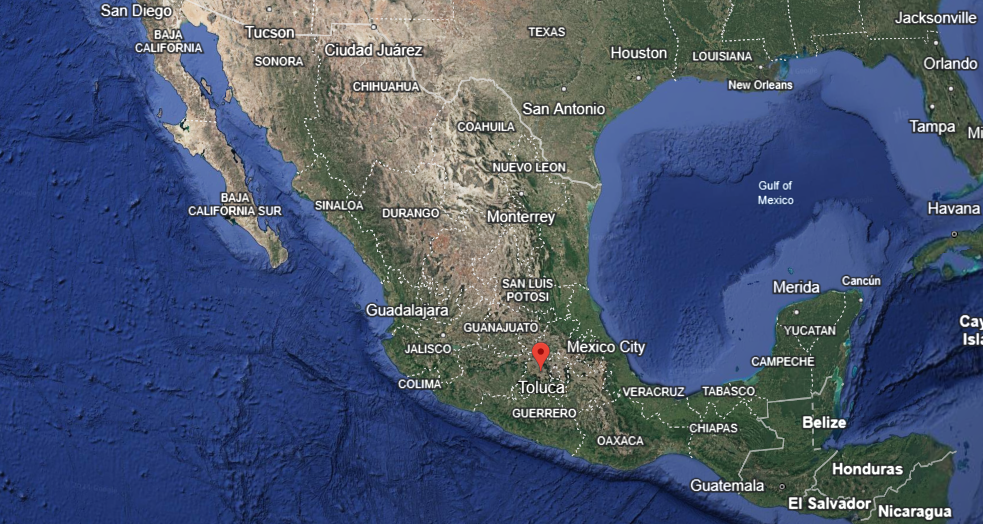 San Diego
BAJA
CALIFORNIA
Tucson
SONORA
Ciudad Juárez
CHIHUAHUA
TEXAS
Houston
LOUISIANA
New Orleans
Jacksonville
Orlando
San Antonio
COAHUILA
Tampa
Mi
NUEVO LEON
BAJA
CALIFORNIA SUR
SINALOA
DURANGO
Monterrey
Gulf of
Mexico
Havana
SAN LUIS
POTOSI
Merida
Cancún
Guadalajara
GUANAJUATO
Cay
Isla
YUCATAN
JALISCO
Mexico City
CAMPECHE
COLIMA
Toluca
VERACRUZ
TABASCO
GUERRERO
CHIAPAS
Belize
OAXACA
Honduras
Guatemala
El Salvador
Nicaragua